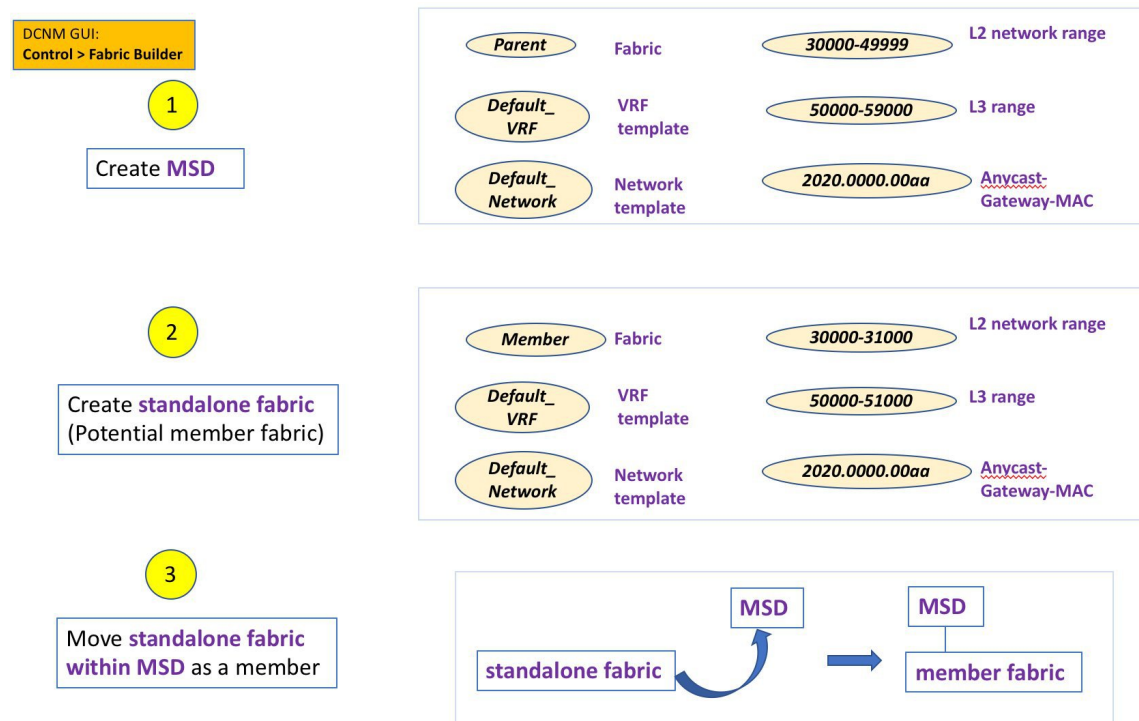 DCNM GUI:
Control > Fabric Builder
1
Create MSD
Parent
Fabric
30000-49999
L2 network range
Default_
VRF
VRF
template
50000-59000
L3 range
Default_
Network
Network
template
2020.0000.00aa
Anycast-
Gateway-MAC
2
Create standalone fabric
(Potential member fabric)
Member
Fabric
30000-31000
L2 network range
Default_
VRF
VRF
template
50000-51000
L3 range
Default_
Network
Network
template
2020.0000.00aa
Anycast-
Gateway-MAC
3
Move standalone fabric
within MSD as a member
standalone fabric
MSD
MSD
member fabric